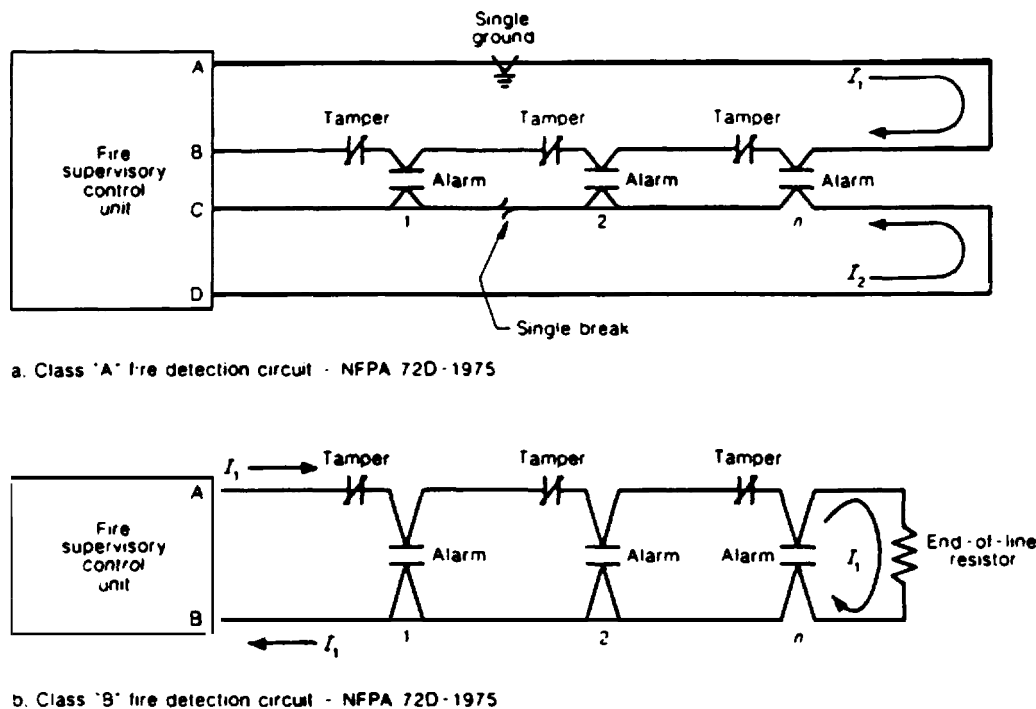 Single
ground
A
I₁
Tamper
Tamper
Tamper
B
Fire
supervisory
control
unit
Alarm
Alarm
Alarm
C
1
2
n
I₂
D
Single break
a. Class "A" fire detection circuit - NFPA 72D-1975
I₁
Tamper
Tamper
Tamper
A
Fire
supervisory
control
unit
Alarm
Alarm
Alarm
I₁
End-of-line
resistor
B
I₁
1
2
n
b. Class "B" fire detection circuit - NFPA 72D-1975